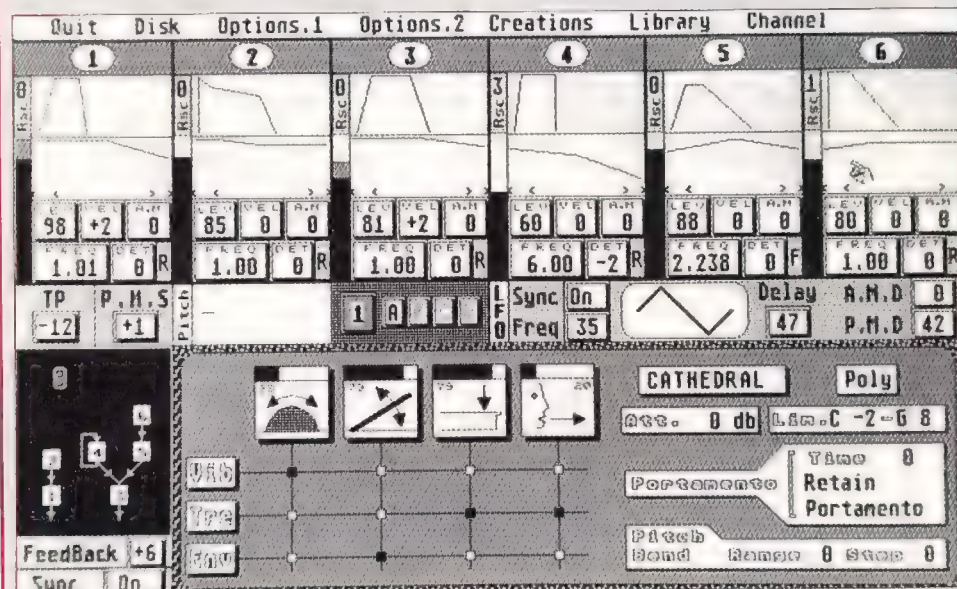 Quit Disk Options.1 Options.2 Creations Library Channel
1 2 3 4 5 6
0 0 0 3 0 1
Rsc Rsc Rsc Rsc Rsc Rsc
LEV VEL A.M LEV VEL A.M LEV VEL A.M LEV VEL A.M LEV VEL A.M
98 +2 0 85 0 0 81 +2 0 60 0 0 88 0 0 80 0 0
FREQ DET FREQ DET FREQ DET FREQ DET FREQ DET FREQ DET
1.01 0 R 1.00 0 R 1.00 0 R 6.00 -2 R 2.238 0 F 1.00 0 R
TP P.M.S Pitch 1 A LFO Sync On Delay A.M.D 0
-12 +1 Freq 35 47 P.M.D 42
CATHEDRAL Poly
Att. 0 db Lim.C -2-G 8
Vib
Tre
Env
Portamento Time 0
Retain
Portamento
Pitch
Bend Range 0 Step 0
FeedBack +6
Sync On